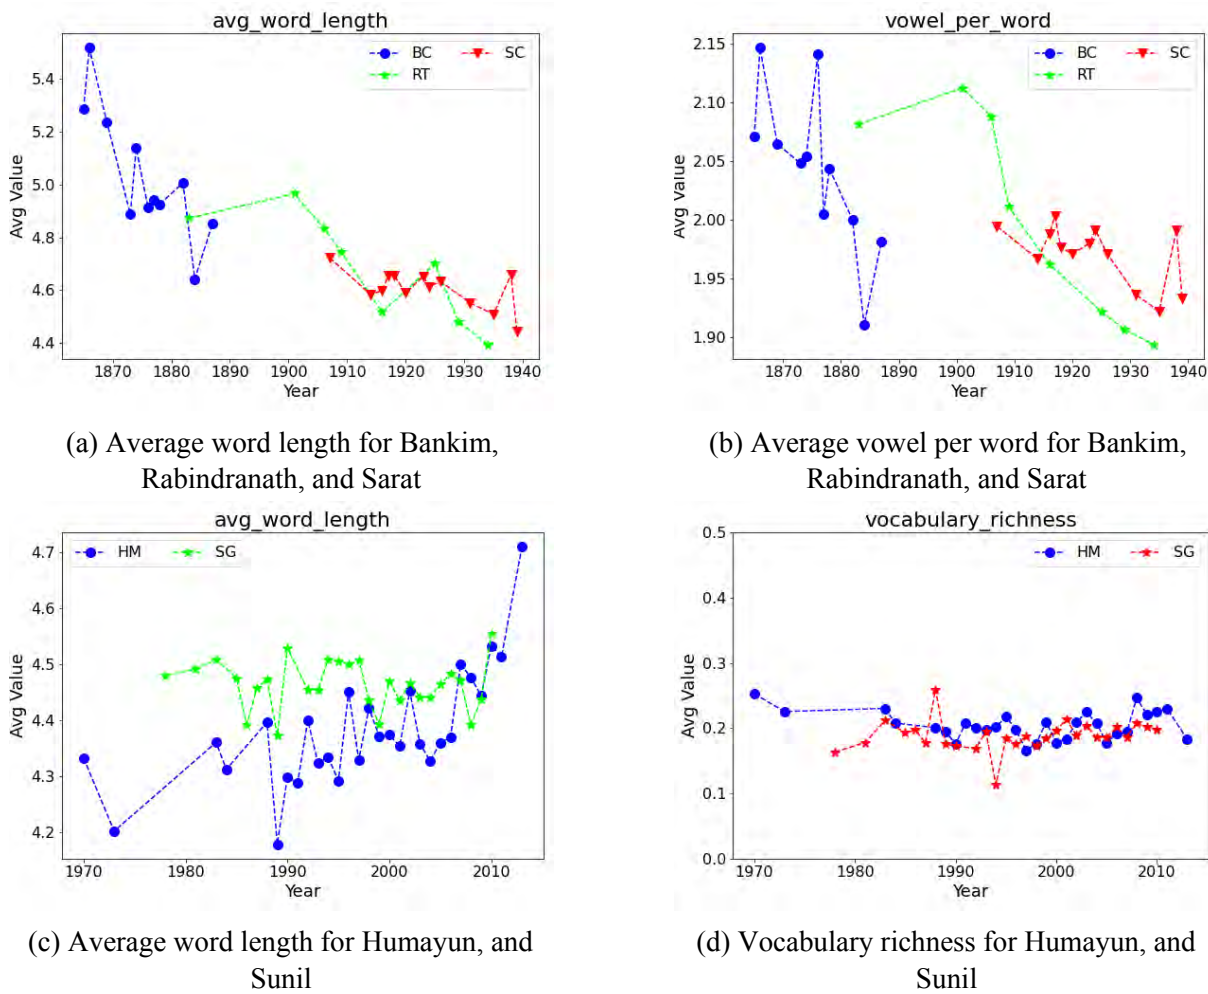 avg_word_length
BC SC
RT
5.4
5.2
5.0
4.8
4.6
4.4
Avg Value
1870 1880 1890 1900 1910 1920 1930 1940
Year
(a) Average word length for Bankim,
Rabindranath, and Sarat
vowel_per_word
BC SC
RT
2.15
2.10
2.05
2.00
1.95
1.90
Avg Value
1870 1880 1890 1900 1910 1920 1930 1940
Year
(b) Average vowel per word for Bankim,
Rabindranath, and Sarat
avg_word_length
HM SG
4.7
4.6
4.5
4.4
4.3
4.2
Avg Value
1970 1980 1990 2000 2010
Year
(c) Average word length for Humayun, and
Sunil
vocabulary_richness
HM SG
0.5
0.4
0.3
0.2
0.1
0.0
Avg Value
1970 1980 1990 2000 2010
Year
(d) Vocabulary richness for Humayun, and
Sunil